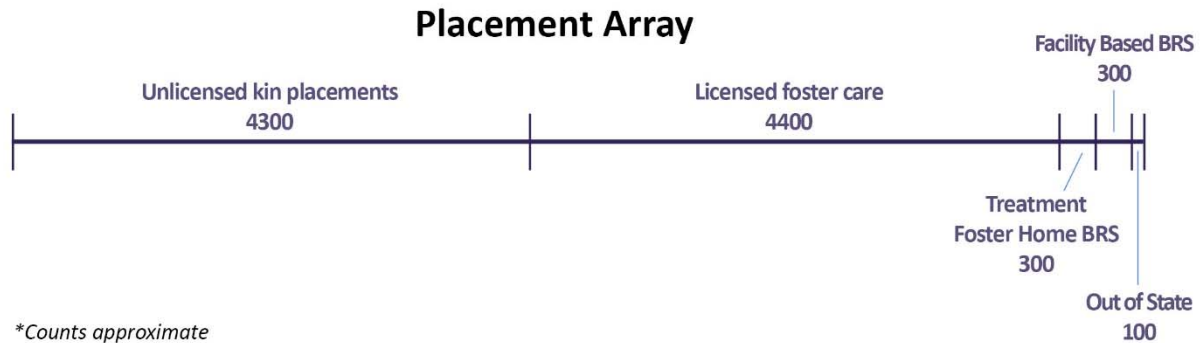 Placement Array
Unlicensed kin placements
4300
Licensed foster care
4400
Treatment
Foster Home BRS
300
Facility Based BRS
300
Out of State
100
*Counts approximate